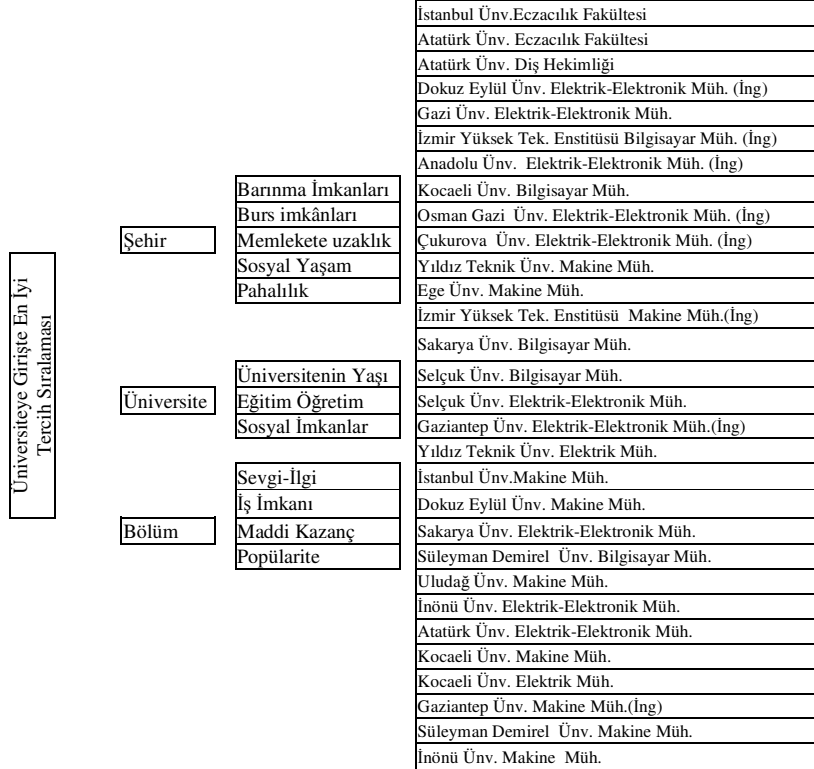 Üniversiteye Girişte En İyi
Tercih Sıralaması
Şehir
Üniversite
Bölüm
Barınma İmkanları
Burs imkânları
Memlekete uzaklık
Sosyal Yaşam
Pahalılık
Üniversitenin Yaşı
Eğitim Öğretim
Sosyal İmkanlar
Sevgi-İlgi
İş İmkanı
Maddi Kazanç
Popülarite
İstanbul Ünv.Eczacılık Fakültesi
Atatürk Ünv. Eczacılık Fakültesi
Atatürk Ünv. Diş Hekimliği
Dokuz Eylül Ünv. Elektrik-Elektronik Müh. (İng)
Gazi Ünv. Elektrik-Elektronik Müh.
İzmir Yüksek Tek. Enstitüsü Bilgisayar Müh. (İng)
Anadolu Ünv. Elektrik-Elektronik Müh. (İng)
Kocaeli Ünv. Bilgisayar Müh.
Osman Gazi Ünv. Elektrik-Elektronik Müh. (İng)
Çukurova Ünv. Elektrik-Elektronik Müh. (İng)
Yıldız Teknik Ünv. Makine Müh.
Ege Ünv. Makine Müh.
İzmir Yüksek Tek. Enstitüsü Makine Müh.(İng)
Sakarya Ünv. Bilgisayar Müh.
Selçuk Ünv. Bilgisayar Müh.
Selçuk Ünv. Elektrik-Elektronik Müh.
Gaziantep Ünv. Elektrik-Elektronik Müh.(İng)
Yıldız Teknik Ünv. Elektrik Müh.
İstanbul Ünv.Makine Müh.
Dokuz Eylül Ünv. Makine Müh.
Sakarya Ünv. Elektrik-Elektronik Müh.
Süleyman Demirel Ünv. Bilgisayar Müh.
Uludağ Ünv. Makine Müh.
İnönü Ünv. Elektrik-Elektronik Müh.
Atatürk Ünv. Elektrik-Elektronik Müh.
Kocaeli Ünv. Makine Müh.
Kocaeli Ünv. Elektrik Müh.
Gaziantep Ünv. Makine Müh.(İng)
Süleyman Demirel Ünv. Makine Müh.
İnönü Ünv. Makine Müh.